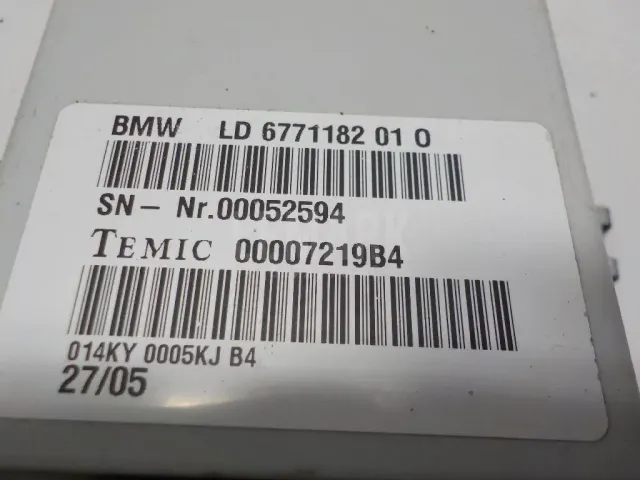 BMW LD 6771182 01 0
SN- Nr.00052594
TEMIC 00007219B4
014KY 0005KJ B4
27/05